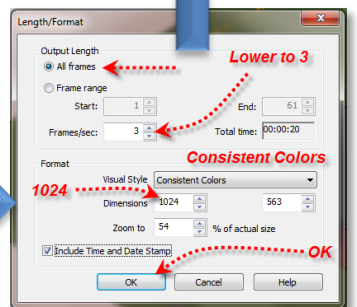 Length/Format
Output Length
All frames
Lower to 3
Frame range
Start: 1 End: 61
Frames/sec: 3 Total time: 00:00:20
Format
Consistent Colors
Visual Style Consistent Colors
1024
Dimensions 1024 563
Zoom to 54 % of actual size
Include Time and Date Stamp
OK
OK Cancel Help